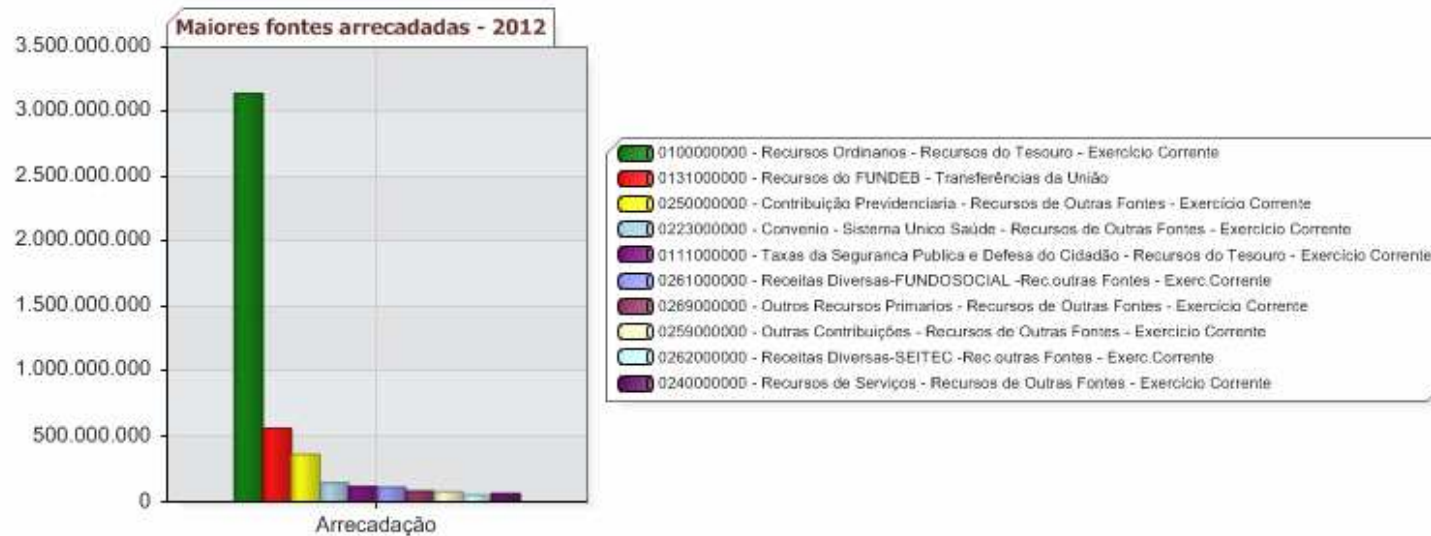 Maiores fontes arrecadadas - 2012
3.500.000.000
3.000.000.000
2.500.000.000
2.000.000.000
1.500.000.000
1.000.000.000
500.000.000
0
Arrecadação
0100000000 - Recursos Ordinarios - Recursos do Tesouro - Exercício Corrente
0131000000 - Recursos do FUNDEB - Transferências da União
0250000000 - Contribuição Previdenciaria - Recursos de Outras Fontes - Exercício Corrente
0223000000 - Convenio - Sistema Unico Saúde - Recursos de Outras Fontes - Exercício Corrente
0111000000 - Taxas da Seguranca Publica e Defesa do Cidadão - Recursos do Tesouro - Exercício Corrente
0261000000 - Receitas Diversas-FUNDOSOCIAL -Rec.outras Fontes - Exerc.Corrente
0269000000 - Outros Recursos Primarios - Recursos de Outras Fontes - Exercício Corrente
0259000000 - Outras Contribuições - Recursos de Outras Fontes - Exercício Corrente
0262000000 - Receitas Diversas-SEITEC -Rec.outras Fontes - Exerc.Corrente
0240000000 - Recursos de Serviços - Recursos de Outras Fontes - Exercício Corrente